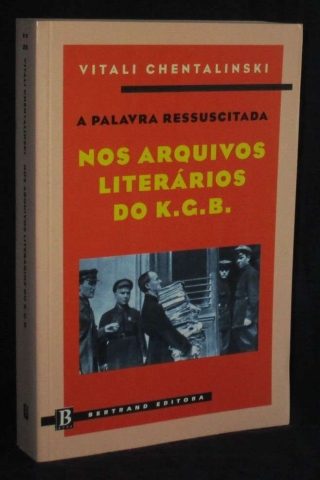 VITALI CHENTALINSKI
A PALAVRA RESSUSCITADA
NOS ARQUIVOS
LITERÁRIOS
DO K.G.B.
B
BERTRAND EDITORA